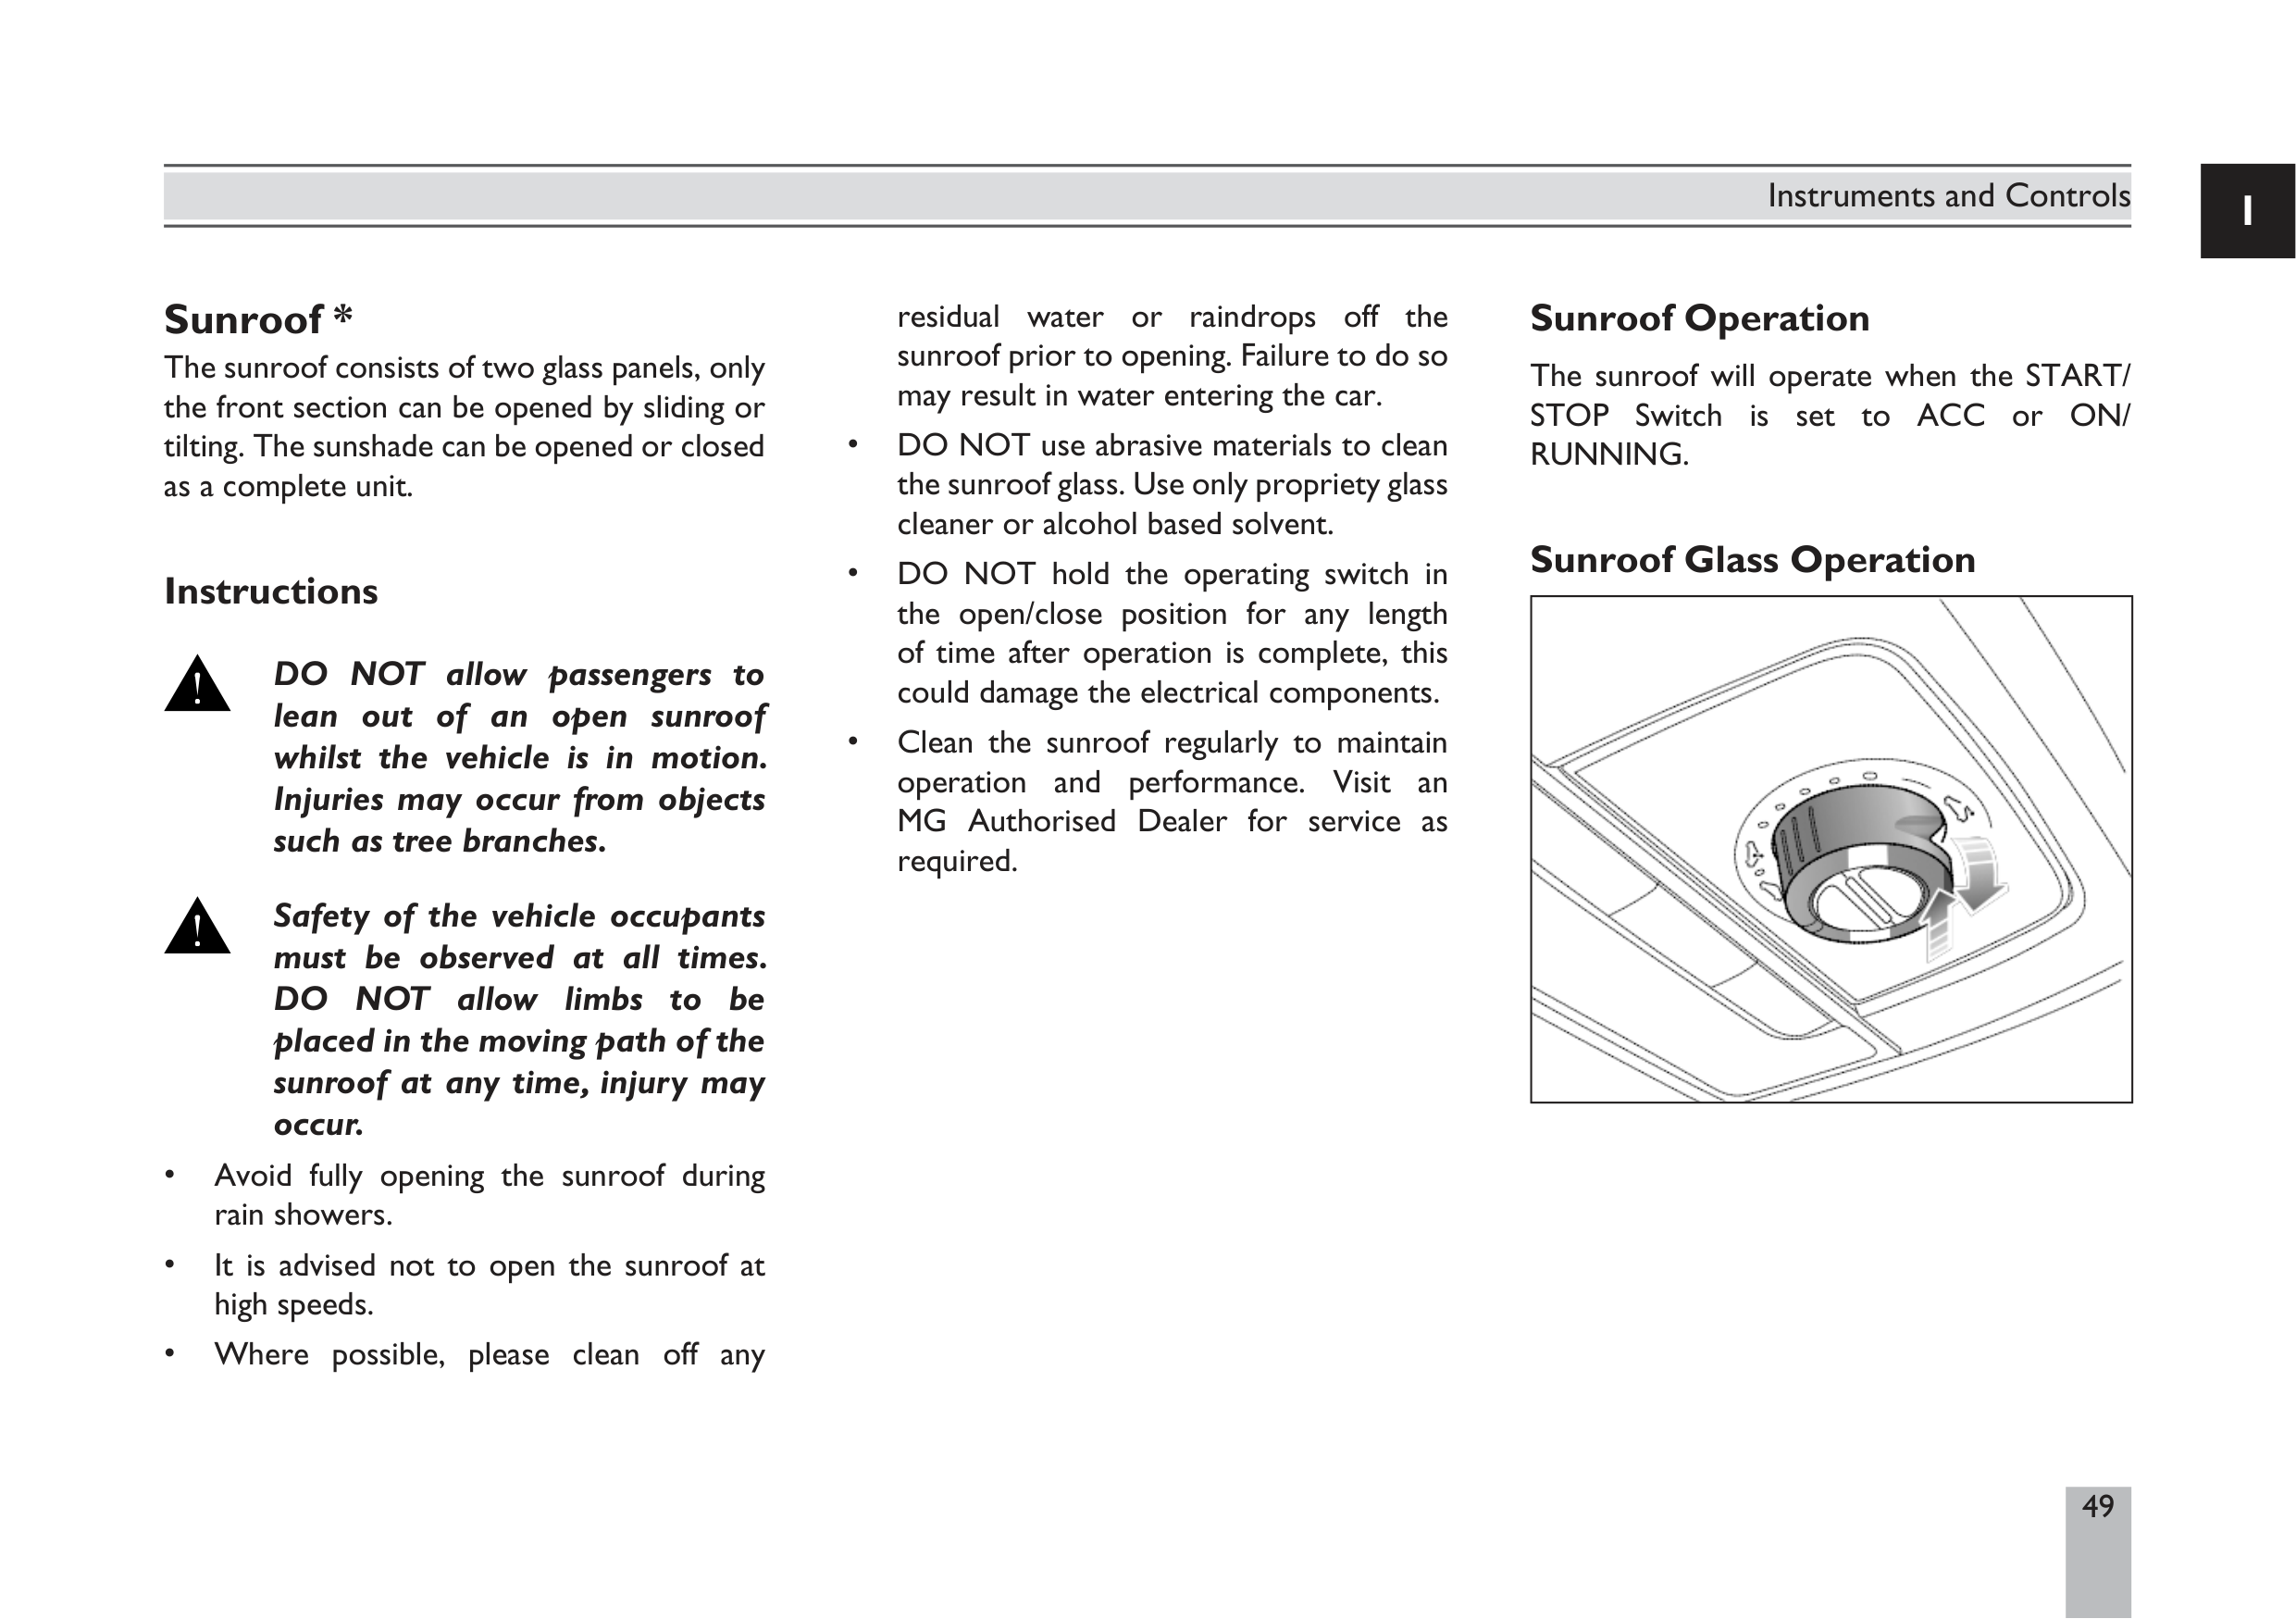 Instruments and Controls
1
Sunroof *
The sunroof consists of two glass panels, only
the front section can be opened by sliding or
tilting. The sunshade can be opened or closed
as a complete unit.
Instructions
DO NOT allow passengers to
lean out of an open sunroof
whilst the vehicle is in motion.
Injuries may occur from objects
such as tree branches.
Safety of the vehicle occupants
must be observed at all times.
DO NOT allow limbs to be
placed in the moving path of the
sunroof at any time, injury may
occur.
• Avoid fully opening the sunroof during
rain showers.
• It is advised not to open the sunroof at
high speeds.
• Where possible, please clean off any
residual water or raindrops off the
sunroof prior to opening. Failure to do so
may result in water entering the car.
• DO NOT use abrasive materials to clean
the sunroof glass. Use only propriety glass
cleaner or alcohol based solvent.
• DO NOT hold the operating switch in
the open/close position for any length
of time after operation is complete, this
could damage the electrical components.
• Clean the sunroof regularly to maintain
operation and performance. Visit an
MG Authorised Dealer for service as
required.
Sunroof Operation
The sunroof will operate when the START/
STOP Switch is set to ACC or ON/
RUNNING.
Sunroof Glass Operation
49